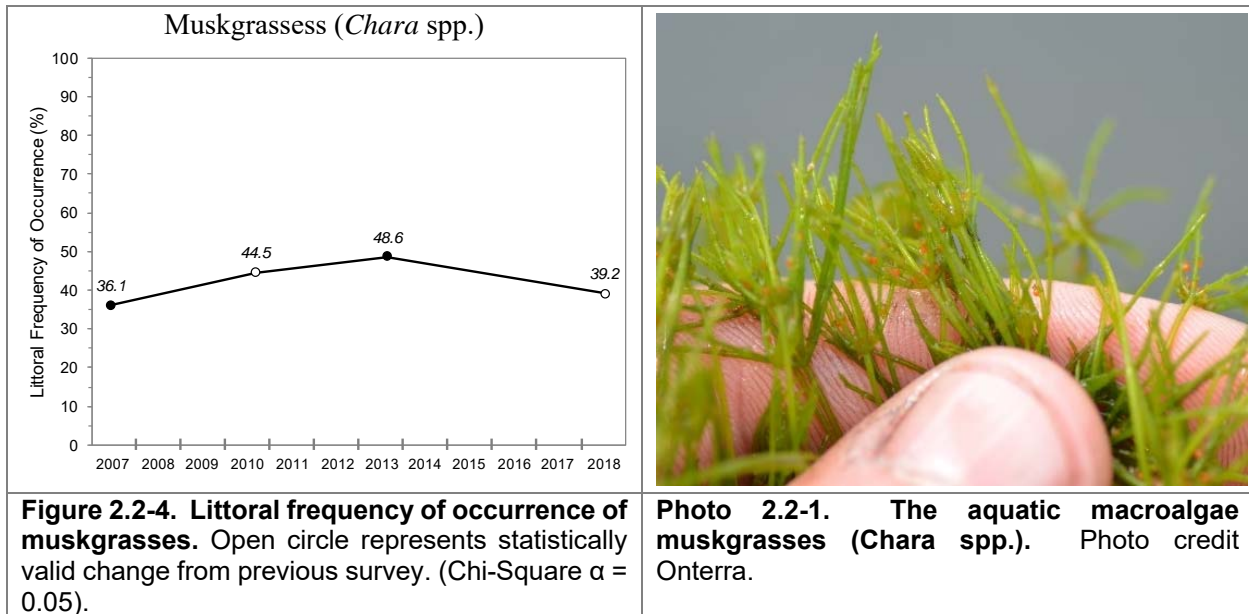 Muskgrassess (Chara spp.)
Littoral Frequency of Occurrence (%)
100
90
80
70
60
50
40
30
20
10
0
36.1
44.5
48.6
39.2
2007 2008 2009 2010 2011 2012 2013 2014 2015 2016 2017 2018
Figure 2.2-4. Littoral frequency of occurrence of
muskgrasses. Open circle represents statistically
valid change from previous survey. (Chi-Square α =
0.05).
Photo 2.2-1. The aquatic macroalgae
muskgrasses (Chara spp.). Photo credit
Onterra.